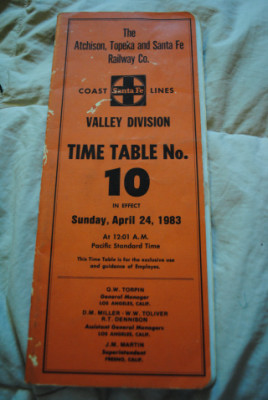 The
Atchison, Topeka and Santa Fe
Railway Co.
COAST Santa Fe LINES
VALLEY DIVISION
TIME TABLE No.
10
IN EFFECT
Sunday, April 24, 1983
At 12:01 A.M.
Pacific Standard Time
This Time Table is for the exclusive use
and guidance of Employes.
O.W. TORPIN
General Manager
LOS ANGELES, CALIF.
D.M. MILLER - W.W. TOLIVER
R.T. DENNISON
Assistant General Managers
LOS ANGELES, CALIF.
J.M. MARTIN
Superintendent
FRESNO, CALIF.